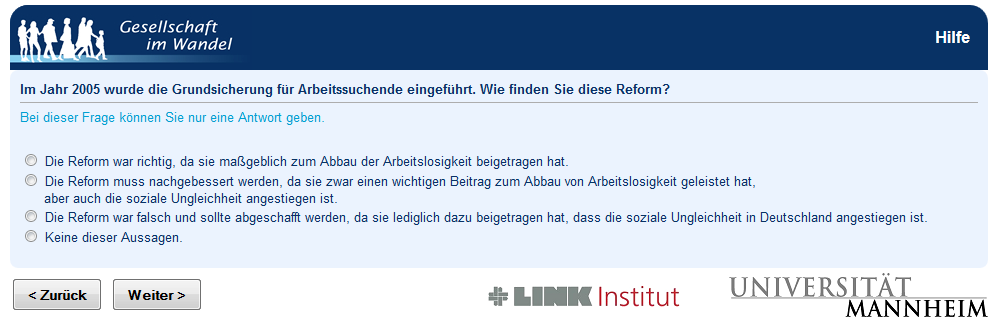 Gesellschaft
im Wandel
Hilfe
Im Jahr 2005 wurde die Grundsicherung für Arbeitssuchende eingeführt. Wie finden Sie diese Reform?
Bei dieser Frage können Sie nur eine Antwort geben.
Die Reform war richtig, da sie maßgeblich zum Abbau der Arbeitslosigkeit beigetragen hat.
Die Reform muss nachgebessert werden, da sie zwar einen wichtigen Beitrag zum Abbau von Arbeitslosigkeit geleistet hat,
aber auch die soziale Ungleichheit angestiegen ist.
Die Reform war falsch und sollte abgeschafft werden, da sie lediglich dazu beigetragen hat, dass die soziale Ungleichheit in Deutschland angestiegen ist.
Keine dieser Aussagen.
< Zurück
Weiter >
LINK Institut
UNIVERSITÄT
MANNHEIM